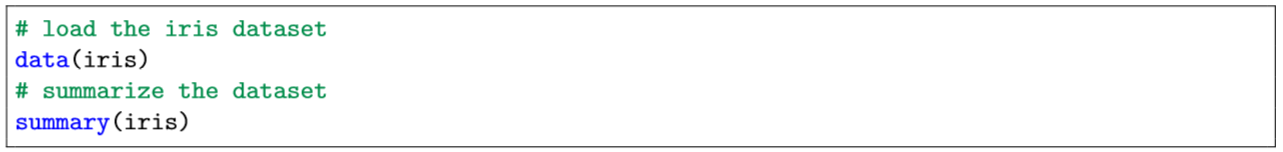 # load the iris dataset
data(iris)
# summarize the dataset
summary(iris)